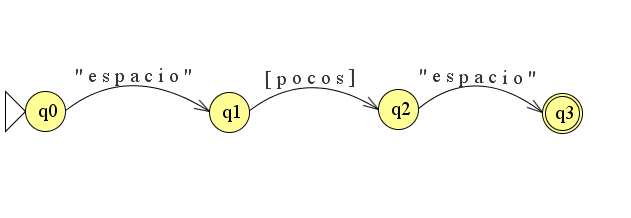 "espacio"
[pocos]
"espacio"
q0
q1
q2
q3